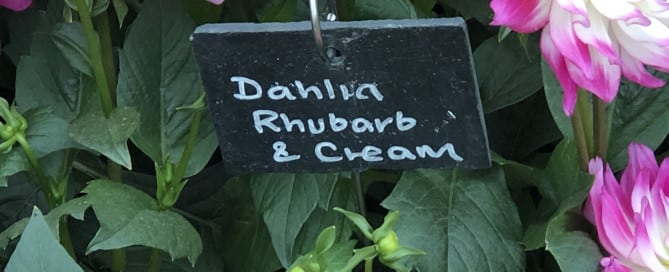 Dahlia
Rhubarb
& Cream